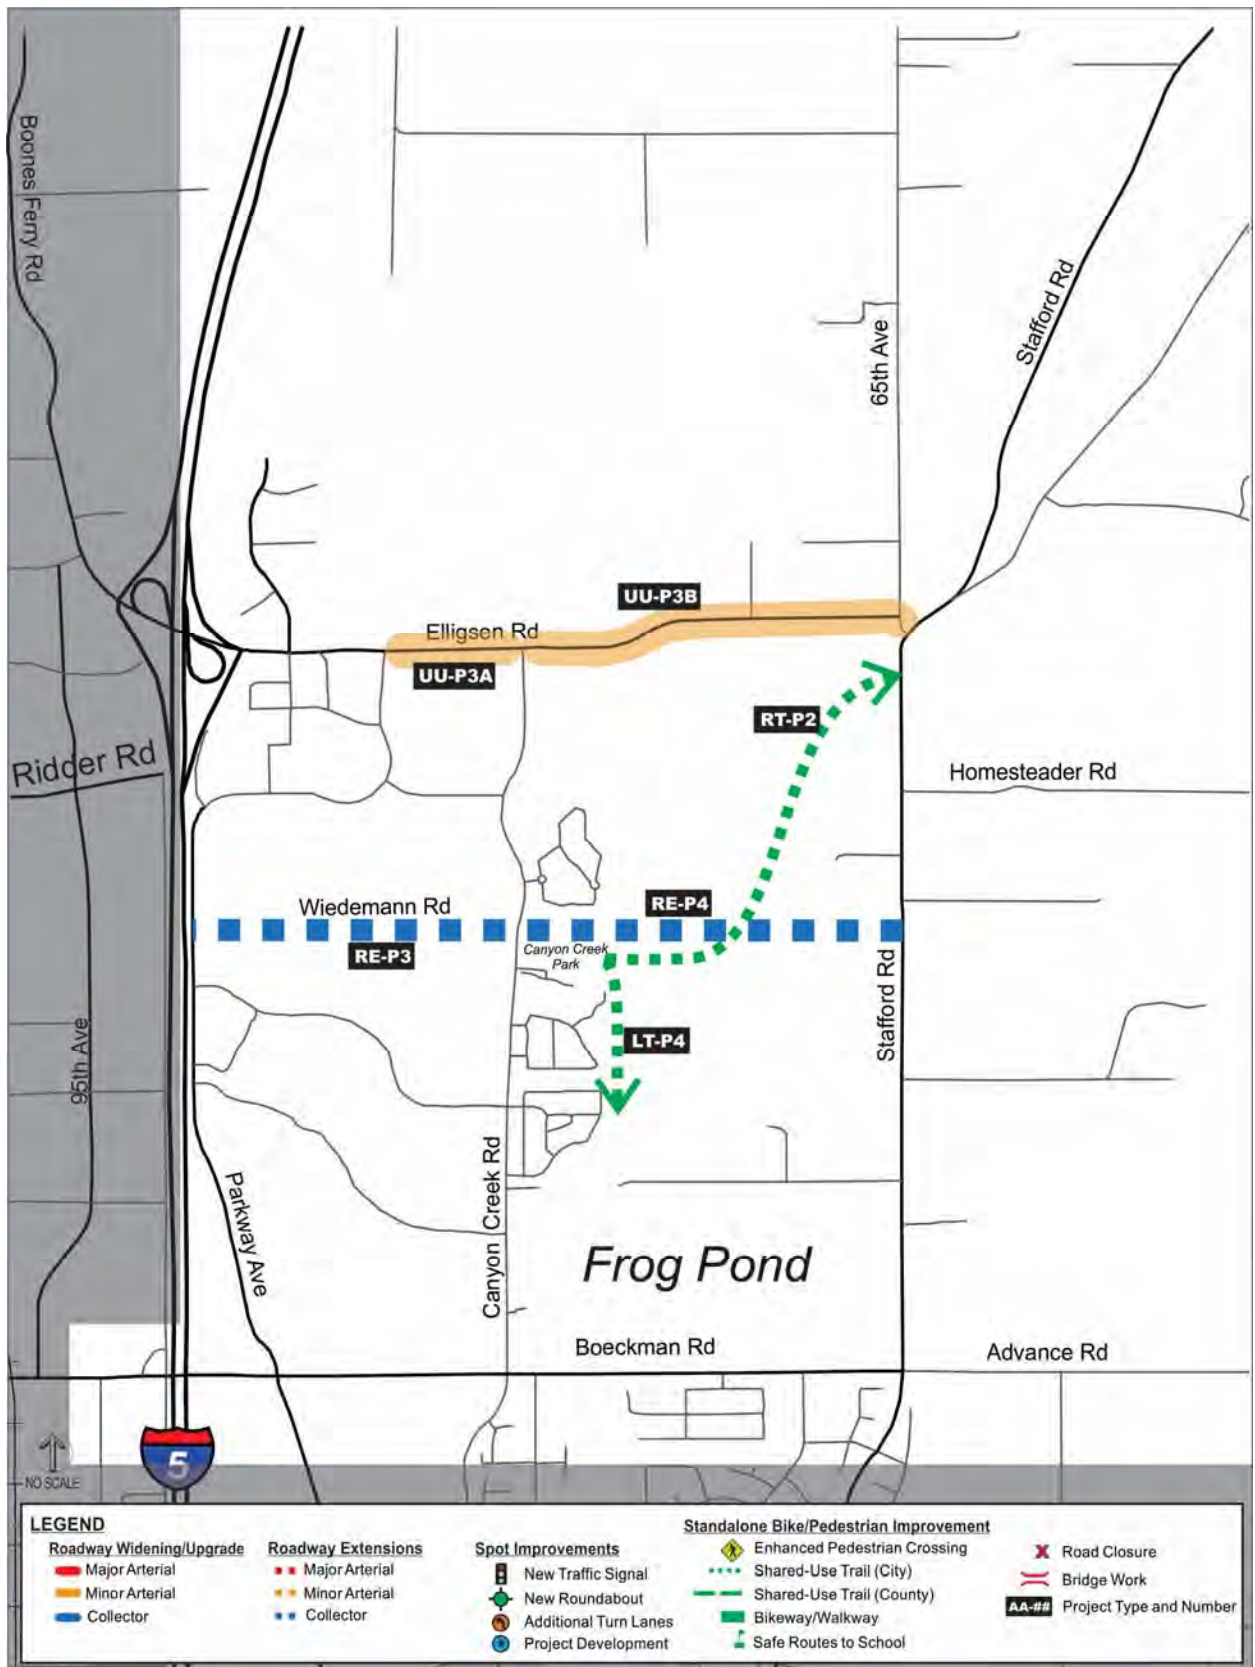 Boones Ferry Rd
Stafford Rd
65th Ave
UU-P3B
Elligsen Rd
UU-P3A
RT-P2
Ridder Rd
Homesteader Rd
Wiedemann Rd
RE-P4
RE-P3
Canyon Creek
Park
Stafford Rd
LT-P4
95th Ave
Parkway Ave
Canyon Creek Rd
Frog Pond
Boeckman Rd
Advance Rd
5
NO SCALE
LEGEND
Roadway Widening/Upgrade
Major Arterial
Minor Arterial
Collector
Roadway Extensions
Major Arterial
Minor Arterial
Collector
Spot Improvements
New Traffic Signal
New Roundabout
Additional Turn Lanes
Project Development
Standalone Bike/Pedestrian Improvement
Enhanced Pedestrian Crossing
Shared-Use Trail (City)
Shared-Use Trail (County)
Bikeway/Walkway
Safe Routes to School
X Road Closure
Bridge Work
AA-## Project Type and Number